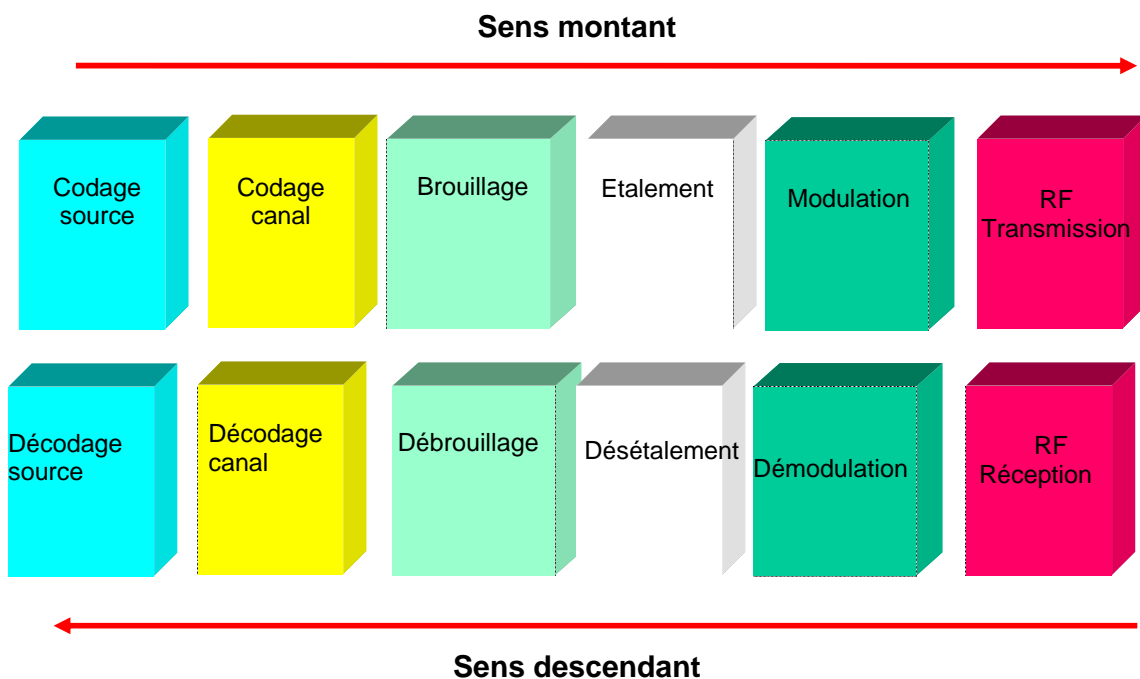 Sens montant
Codage
source
Codage
canal
Brouillage
Etalement
Modulation
RF
Transmission
Décodage
source
Décodage
canal
Débrouillage
Désétalement
Démodulation
RF
Réception
Sens descendant